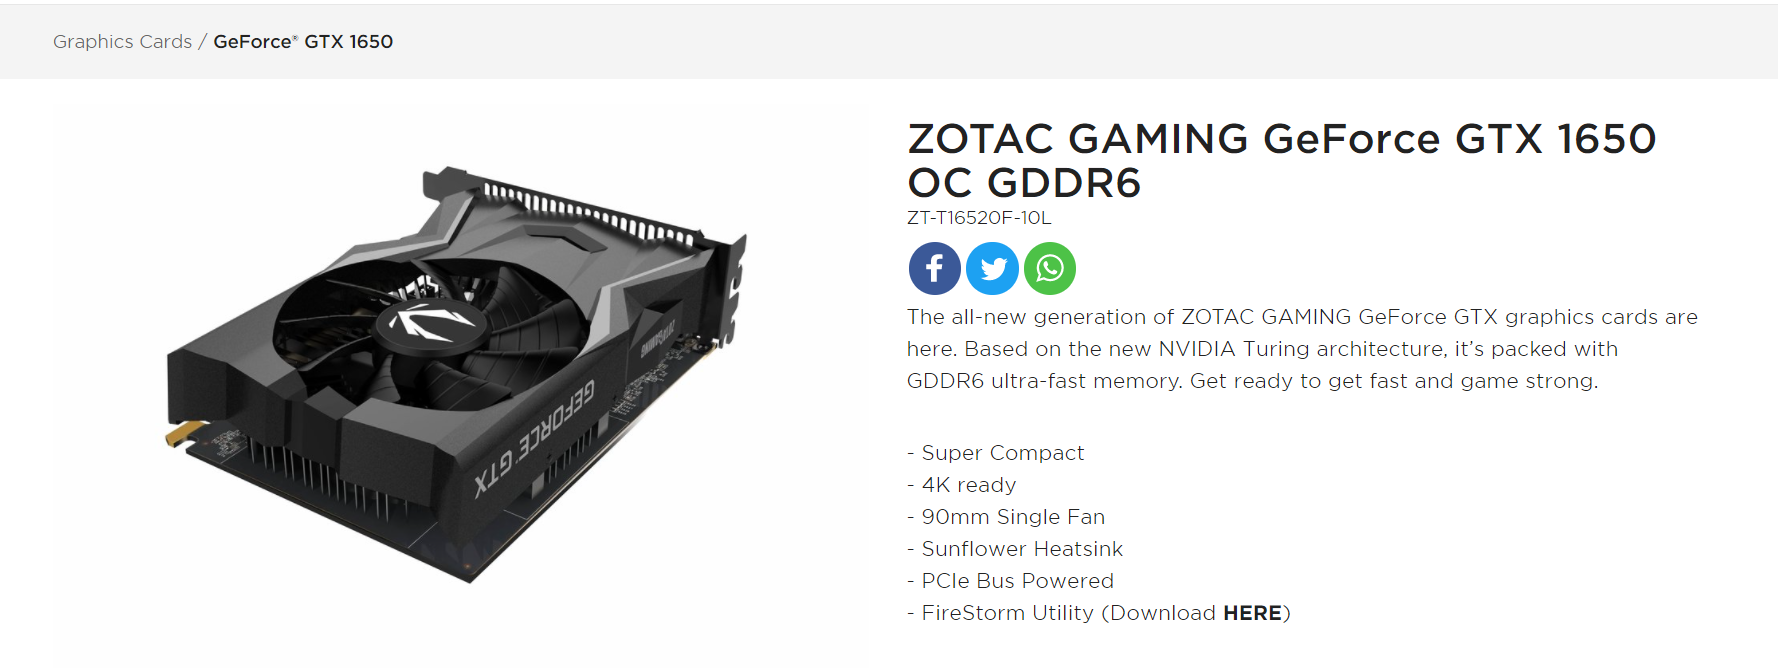 Graphics Cards / GeForce® GTX 1650
ZOTAC GAMING GeForce GTX 1650
OC GDDR6
ZT-T16520F-10L
The all-new generation of ZOTAC GAMING GeForce GTX graphics cards are
here. Based on the new NVIDIA Turing architecture, it’s packed with
GDDR6 ultra-fast memory. Get ready to get fast and game strong.
- Super Compact
- 4K ready
- 90mm Single Fan
- Sunflower Heatsink
- PCIe Bus Powered
- FireStorm Utility (Download HERE)
ZOTAC GAMING
GEFORCE® GTX